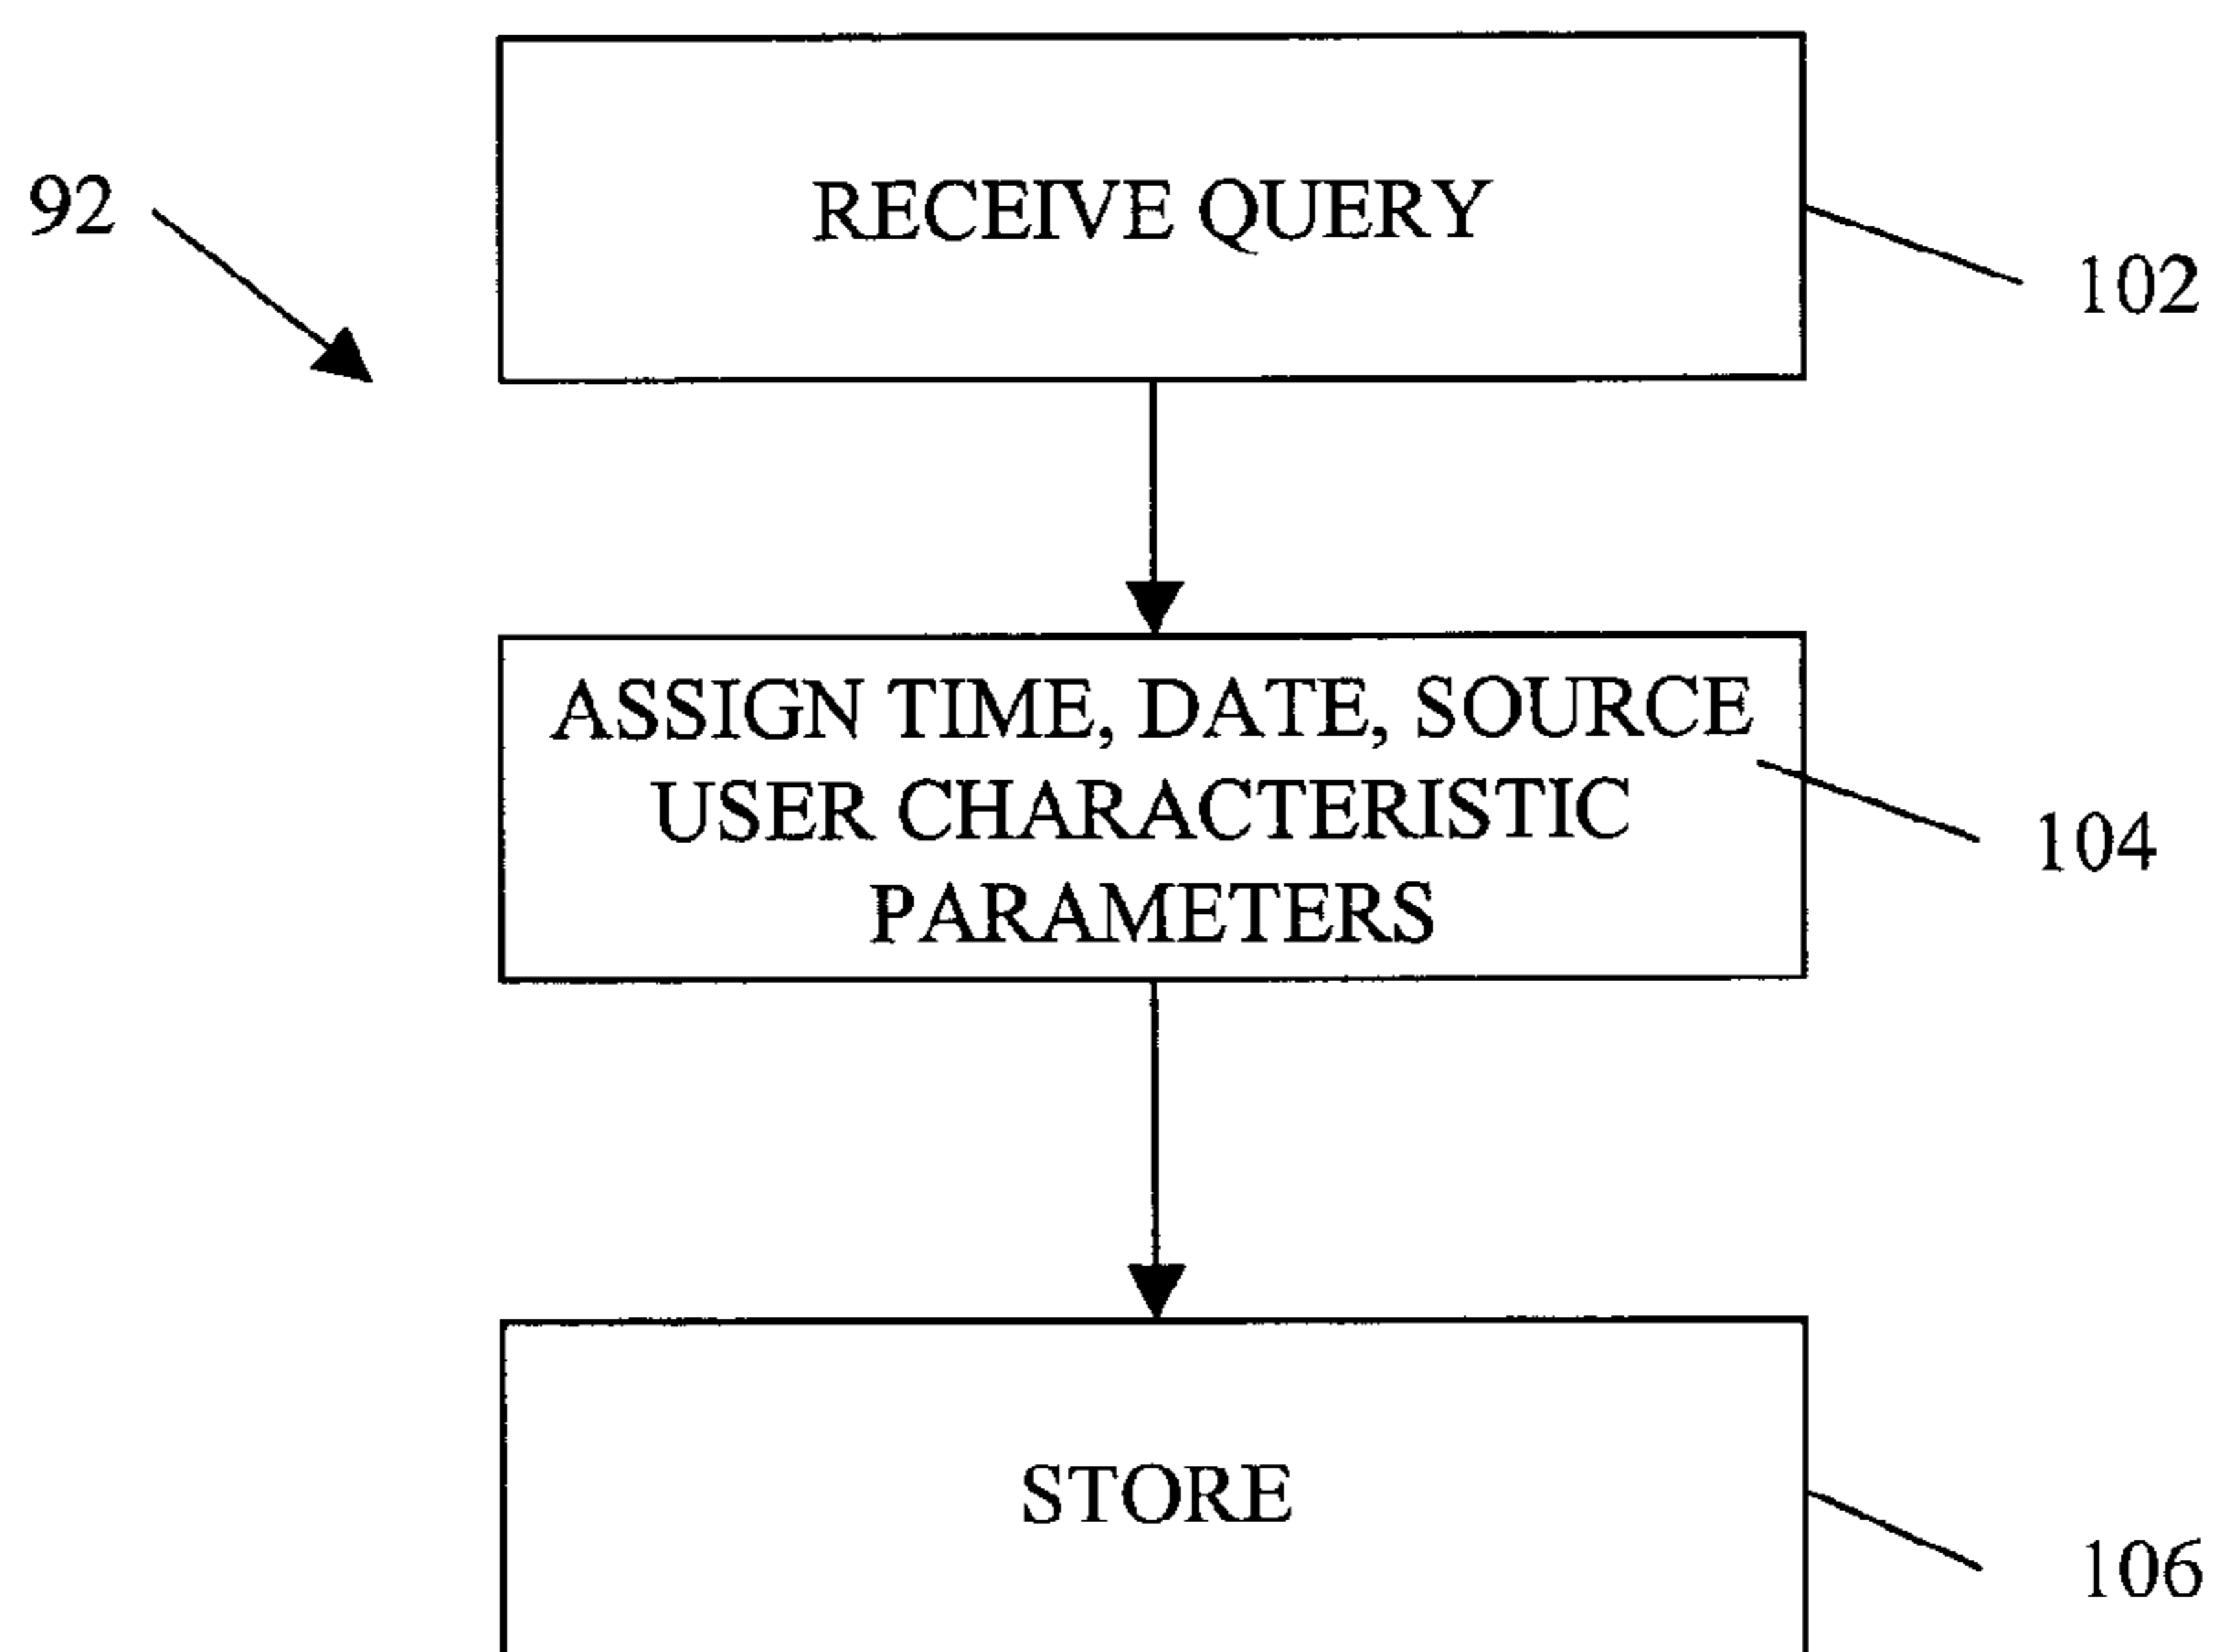 RECEIVE QUERY
92
102
ASSIGN TIME, DATE, SOURCE
USER CHARACTERISTIC
PARAMETERS
104
STORE
106